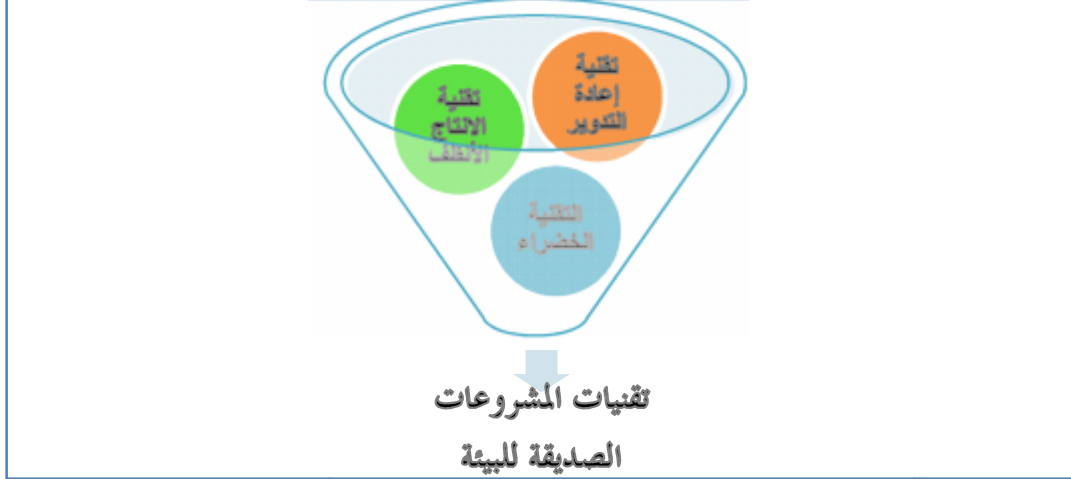 تقنية
إعادة
التدوير
تقنية
الانتاج
الأنظف
التقنية
الخضراء
تقنيات المشروعات
الصديقة للبيئة